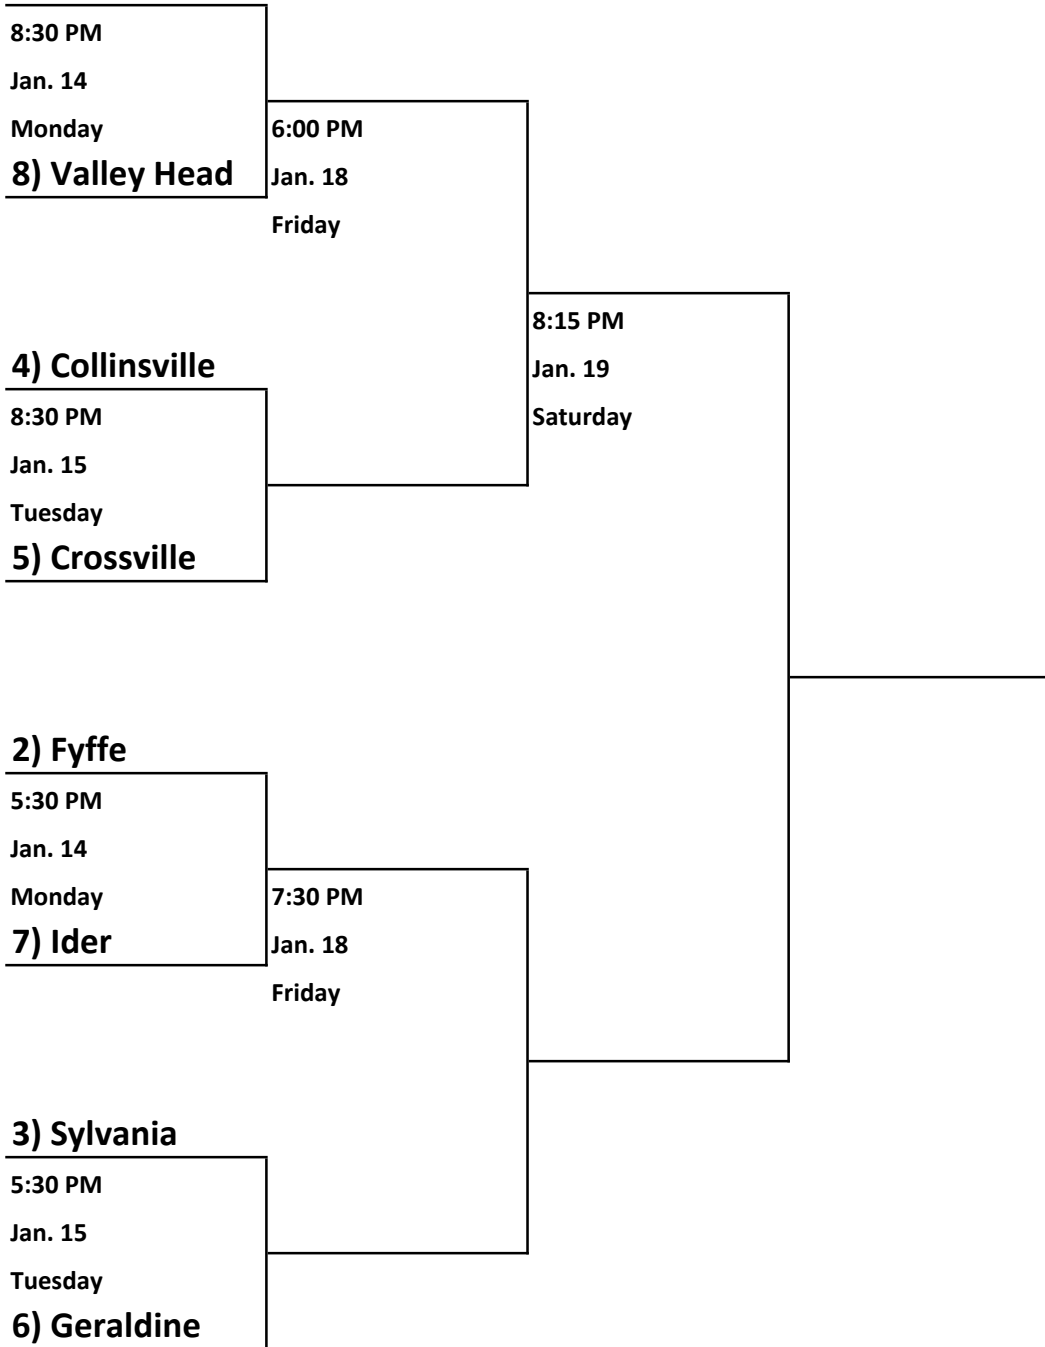 8:30 PM
Jan. 14
Monday
8) Valley Head
6:00 PM
Jan. 18
Friday
4) Collinsville
8:30 PM
Jan. 15
Tuesday
5) Crossville
8:15 PM
Jan. 19
Saturday
2) Fyffe
5:30 PM
Jan. 14
Monday
7) Ider
7:30 PM
Jan. 18
Friday
3) Sylvania
5:30 PM
Jan. 15
Tuesday
6) Geraldine